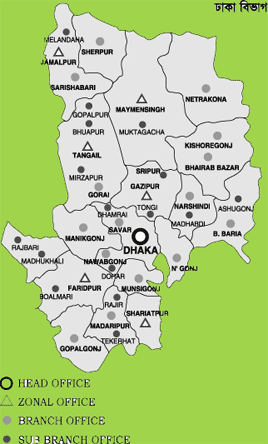 ঢাকা বিভাগ
MELANDAHA
SHERPUR
JAMALPUR
SARISHABARI
NETRAKONA
GOPALPUR
MAYMENSINGH
BHUAPUR
MUKTAGACHA
KISHOREGONJ
TANGAIL
BHAIRAB BAZAR
MIRZAPUR
SRIPUR
GAZIPUR
GORAI
TONGI
NARSHINDI
ASHUGONJ
DHAMRAI
MADHARDI
SAVAR
B. BARIA
MANIKGONJ
DHAKA
RAJBARI
MADHUKHALI
NAWABGONJ
N' GONJ
DOHAR
FARIDPUR
MUNSIGONJ
BOALMARI
RAJIR
SHARIATPUR
MADARIPUR
TEKERHAT
GOPALGONJ
HEAD OFFICE
ZONAL OFFICE
BRANCH OFFICE
SUB BRANCH OFFICE